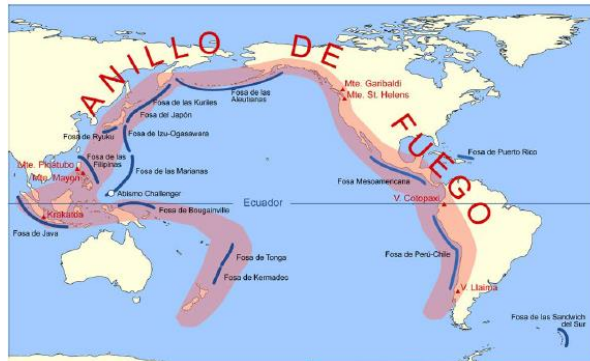 ANILLO DE FUEGO
Mte. Garibaldi
Mte. St. Helens
Fosa de las
Aleutianas
Fosa de las Kuriles
Fosa del Japón
Fosa de Ryuku
Fosa de Izu-Ogasawara
Fosa de las
Filipinas
Mte. Pinatubo
Mte. Mayon
Fosa de las Marianas
Abismo Challenger
Fosa de Puerto Rico
Fosa Mesoamericana
V. Cotopaxi
Ecuador
Fosa de Bougainville
Krakatoa
Fosa de Java
Fosa de Tonga
Fosa de Kermadec
Fosa de Perú-Chile
V. Llaima
Fosa de las Sandwich
del Sur